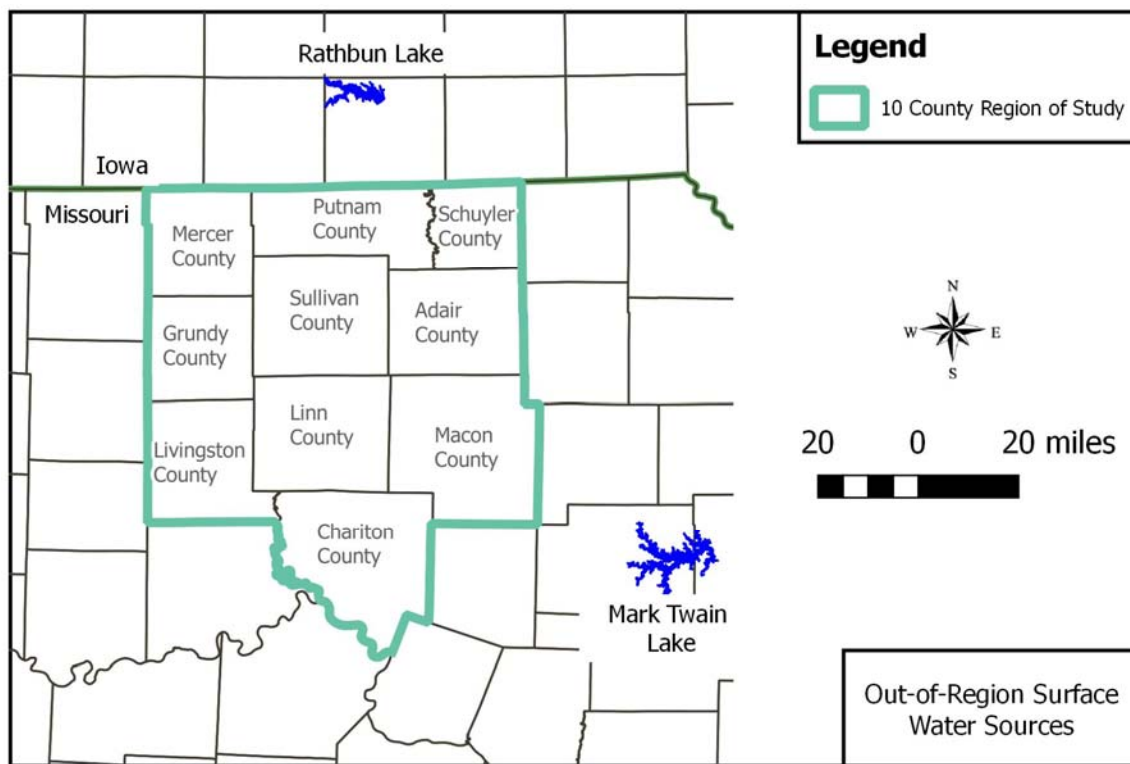 Rathbun Lake
Legend
10 County Region of Study
Iowa
Missouri
Putnam
County
Schuyler
County
Mercer
County
Sullivan
County
Adair
County
Grundy
County
N
W
E
S
Linn
County
Macon
County
Livingston
County
20 0 20 miles
Chariton
County
Mark Twain
Lake
Out-of-Region Surface
Water Sources